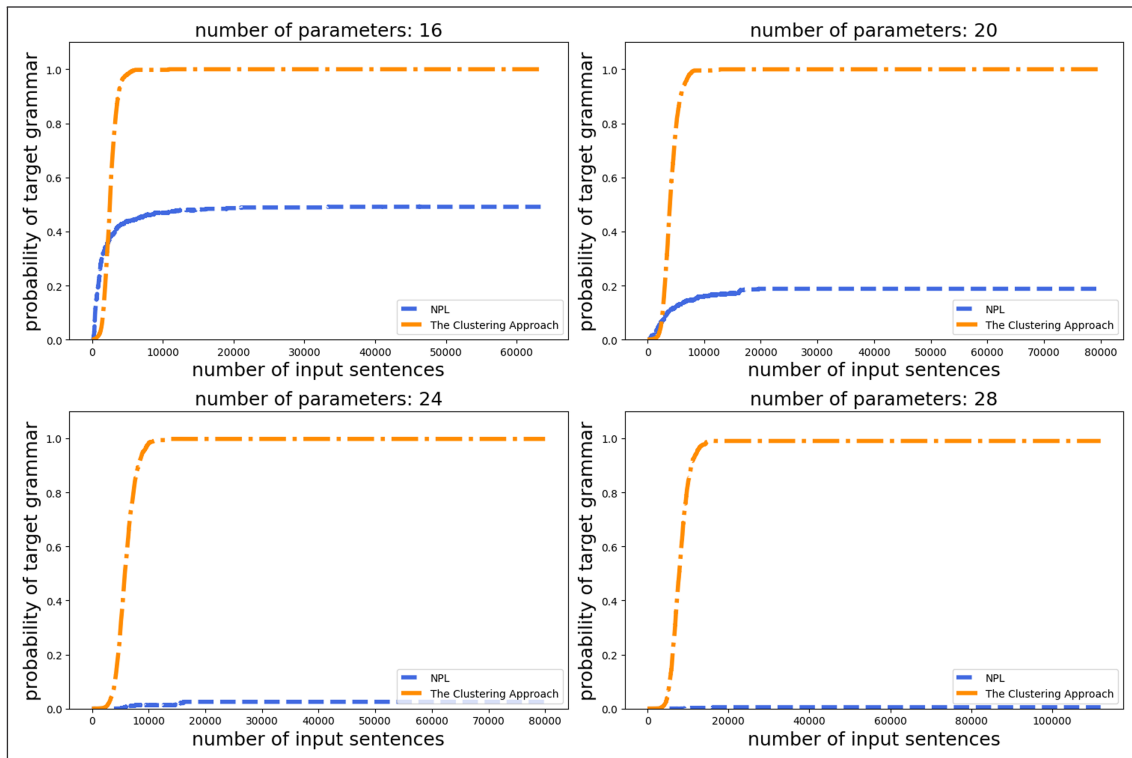 number of parameters: 16
probability of target grammar
1.0
0.8
0.6
0.4
0.2
0.0
NPL
The Clustering Approach
0 10000 20000 30000 40000 50000 60000
number of input sentences
number of parameters: 20
probability of target grammar
1.0
0.8
0.6
0.4
0.2
0.0
NPL
The Clustering Approach
0 10000 20000 30000 40000 50000 60000 70000 80000
number of input sentences
number of parameters: 24
probability of target grammar
1.0
0.8
0.6
0.4
0.2
0.0
NPL
The Clustering Approach
0 10000 20000 30000 40000 50000 60000 70000 80000
number of input sentences
number of parameters: 28
probability of target grammar
1.0
0.8
0.6
0.4
0.2
0.0
NPL
The Clustering Approach
0 20000 40000 60000 80000 100000
number of input sentences